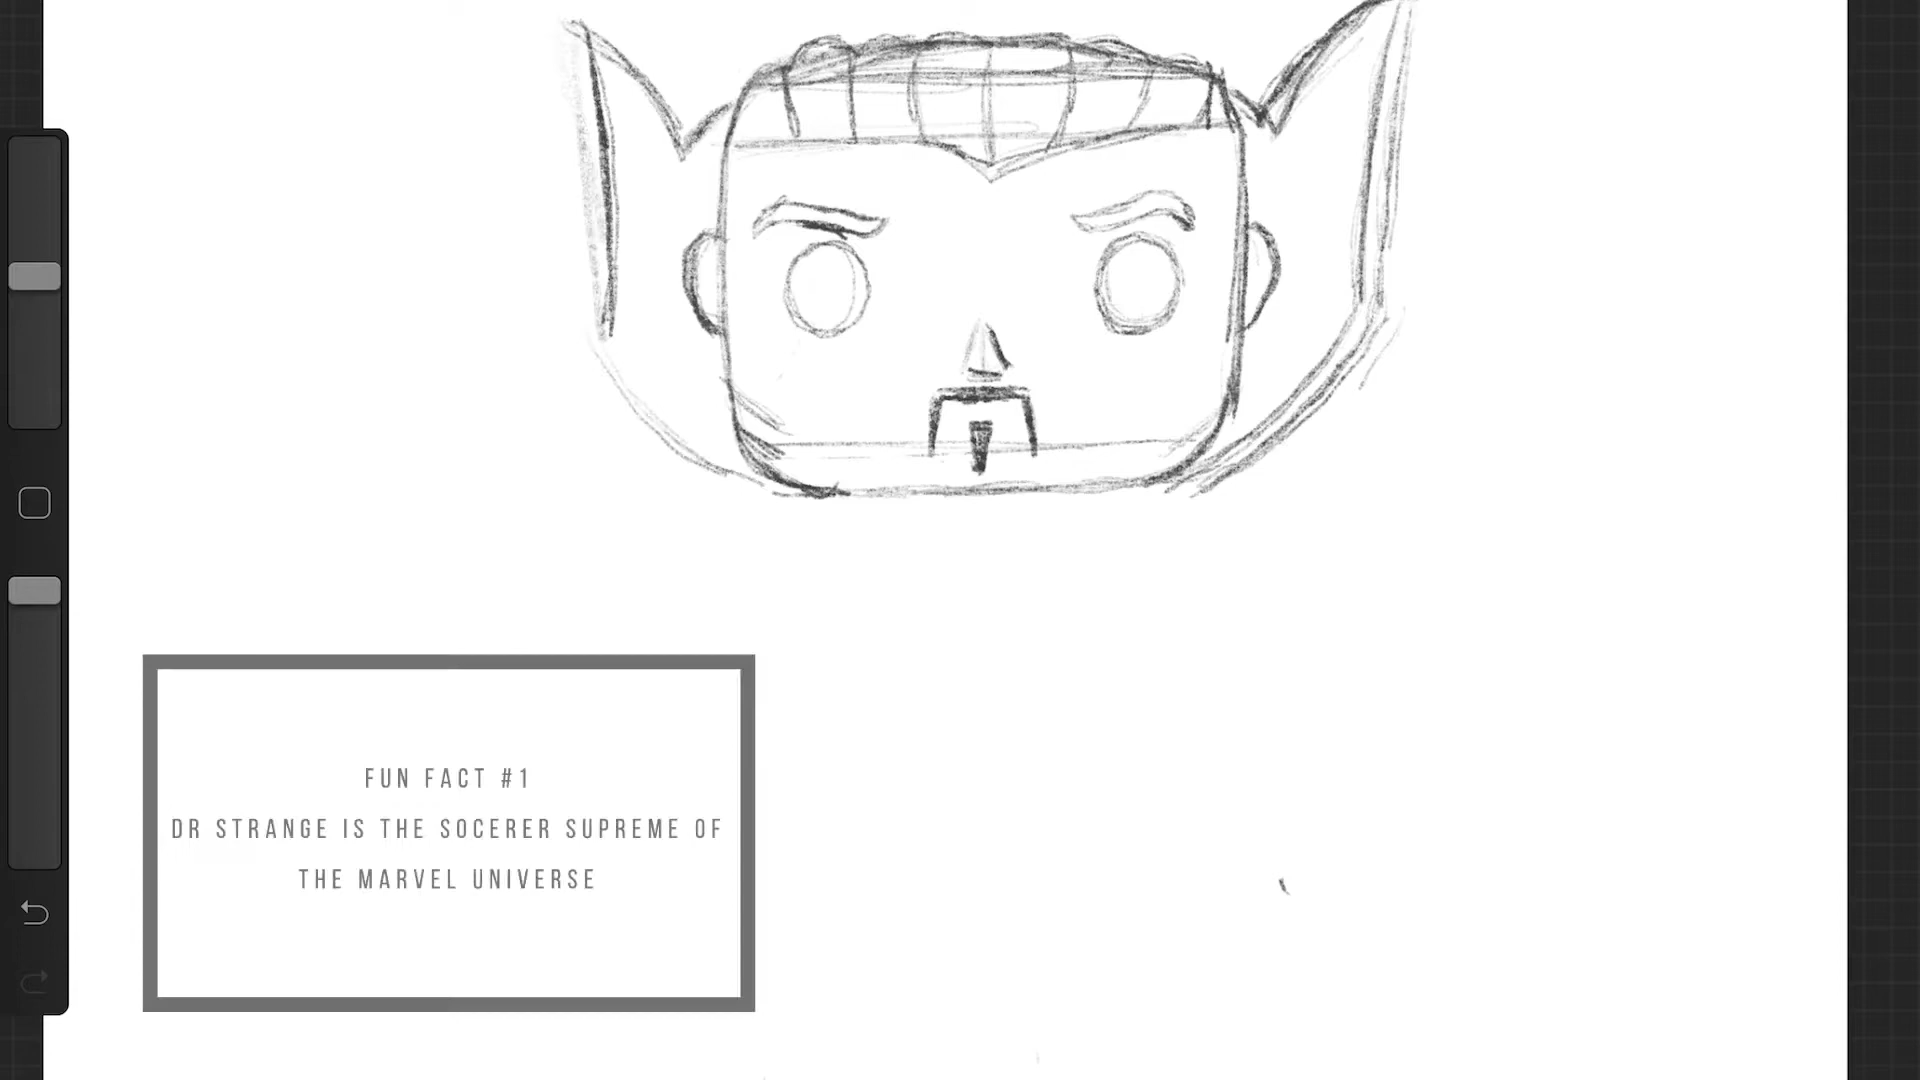 FUN FACT #1
DR STRANGE IS THE SOCERER SUPREME OF
THE MARVEL UNIVERSE